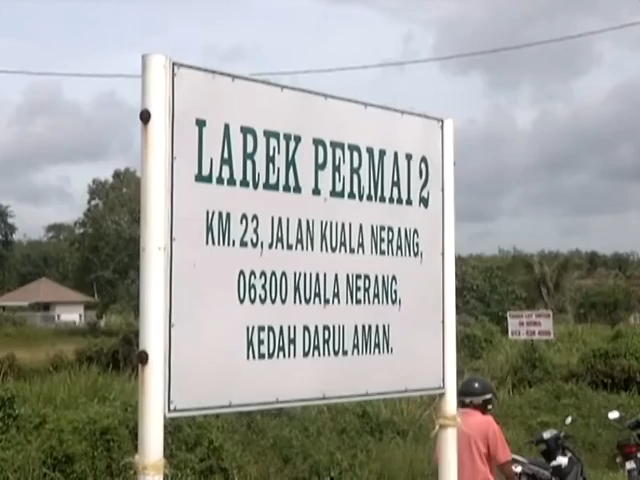 LAREK PERMAI 2
KM. 23, JALAN KUALA NERANG,
06300 KUALA NERANG,
KEDAH DARUL AMAN.